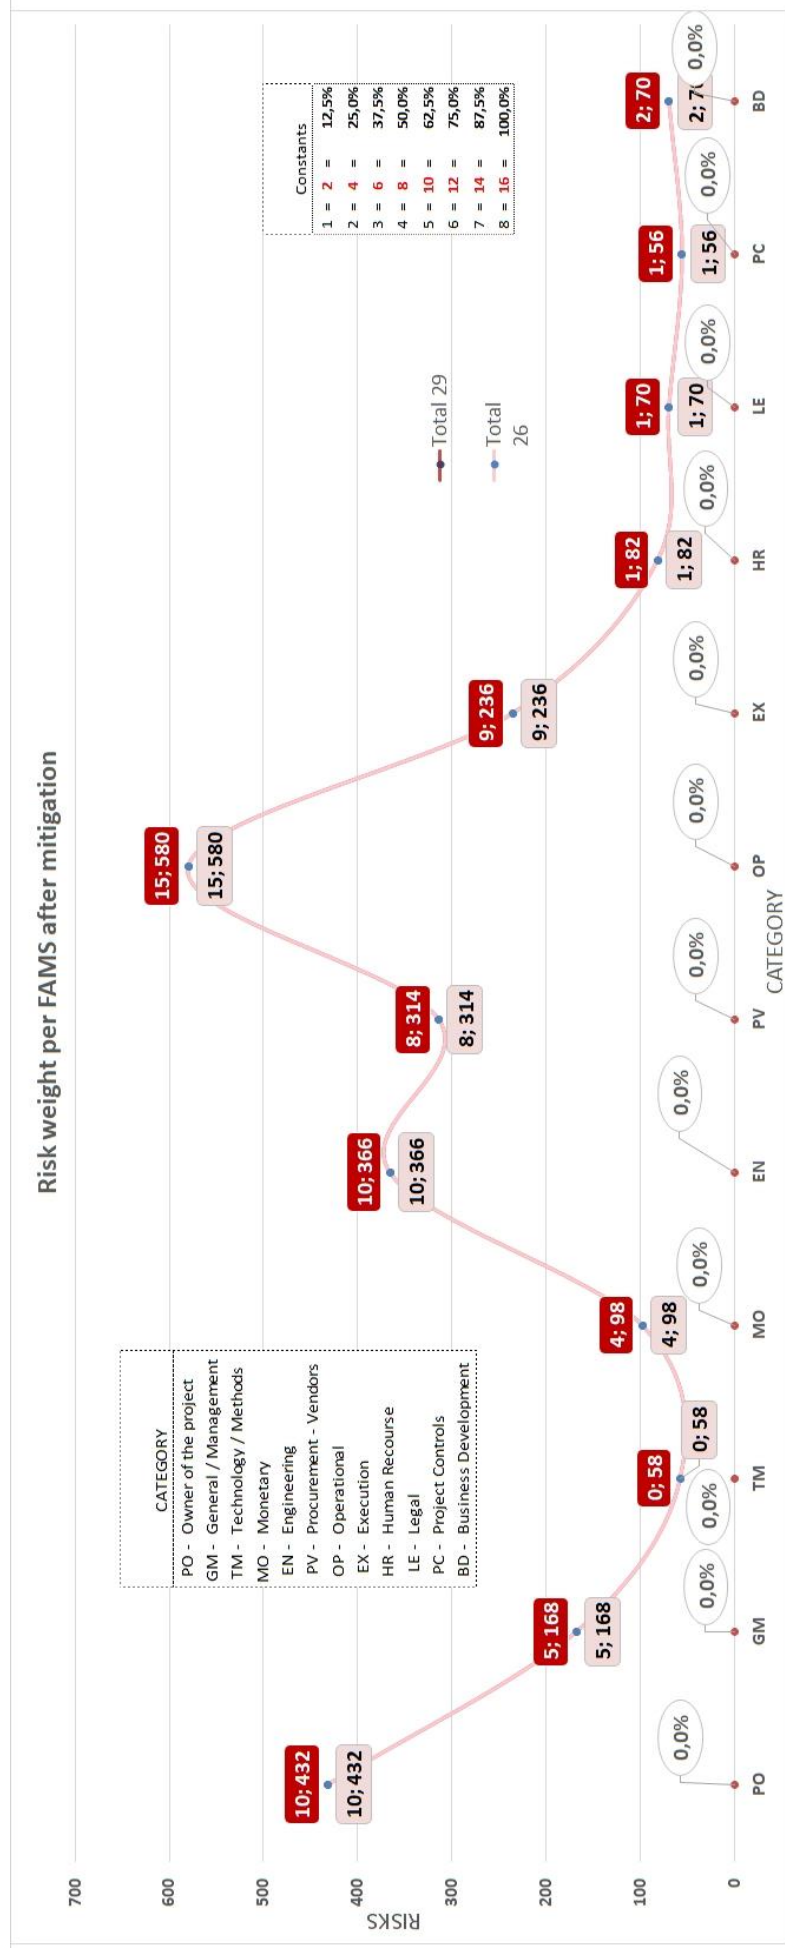 Risk weight per FAMS after mitigation
CATEGORY
PO - Owner of the project
GM - General / Management
TM - Technology / Methods
MO - Monetary
EN - Engineering
PV - Procurement - Vendors
OP - Operational
EX - Execution
HR - Human Recourse
LE - Legal
PC - Project Controls
BD - Business Development
Constants
1 = 2 = 12,5%
2 = 4 = 25,0%
3 = 6 = 37,5%
4 = 8 = 50,0%
5 = 10 = 62,5%
6 = 12 = 75,0%
7 = 14 = 87,5%
8 = 16 = 100,0%
Total 29
Total
26
RISKS
700
600
500
400
300
200
100
0
10; 432
10; 432
0,0%
5; 168
5; 168
0,0%
0; 58
0; 58
0,0%
4; 98
4; 98
0,0%
10; 366
10; 366
0,0%
8; 314
8; 314
0,0%
15; 580
15; 580
0,0%
9; 236
9; 236
0,0%
1; 82
1; 82
0,0%
1; 70
1; 70
0,0%
1; 56
1; 56
0,0%
2; 70
2; 70
0,0%
PO GM TM MO EN PV OP EX HR LE PC BD
CATEGORY